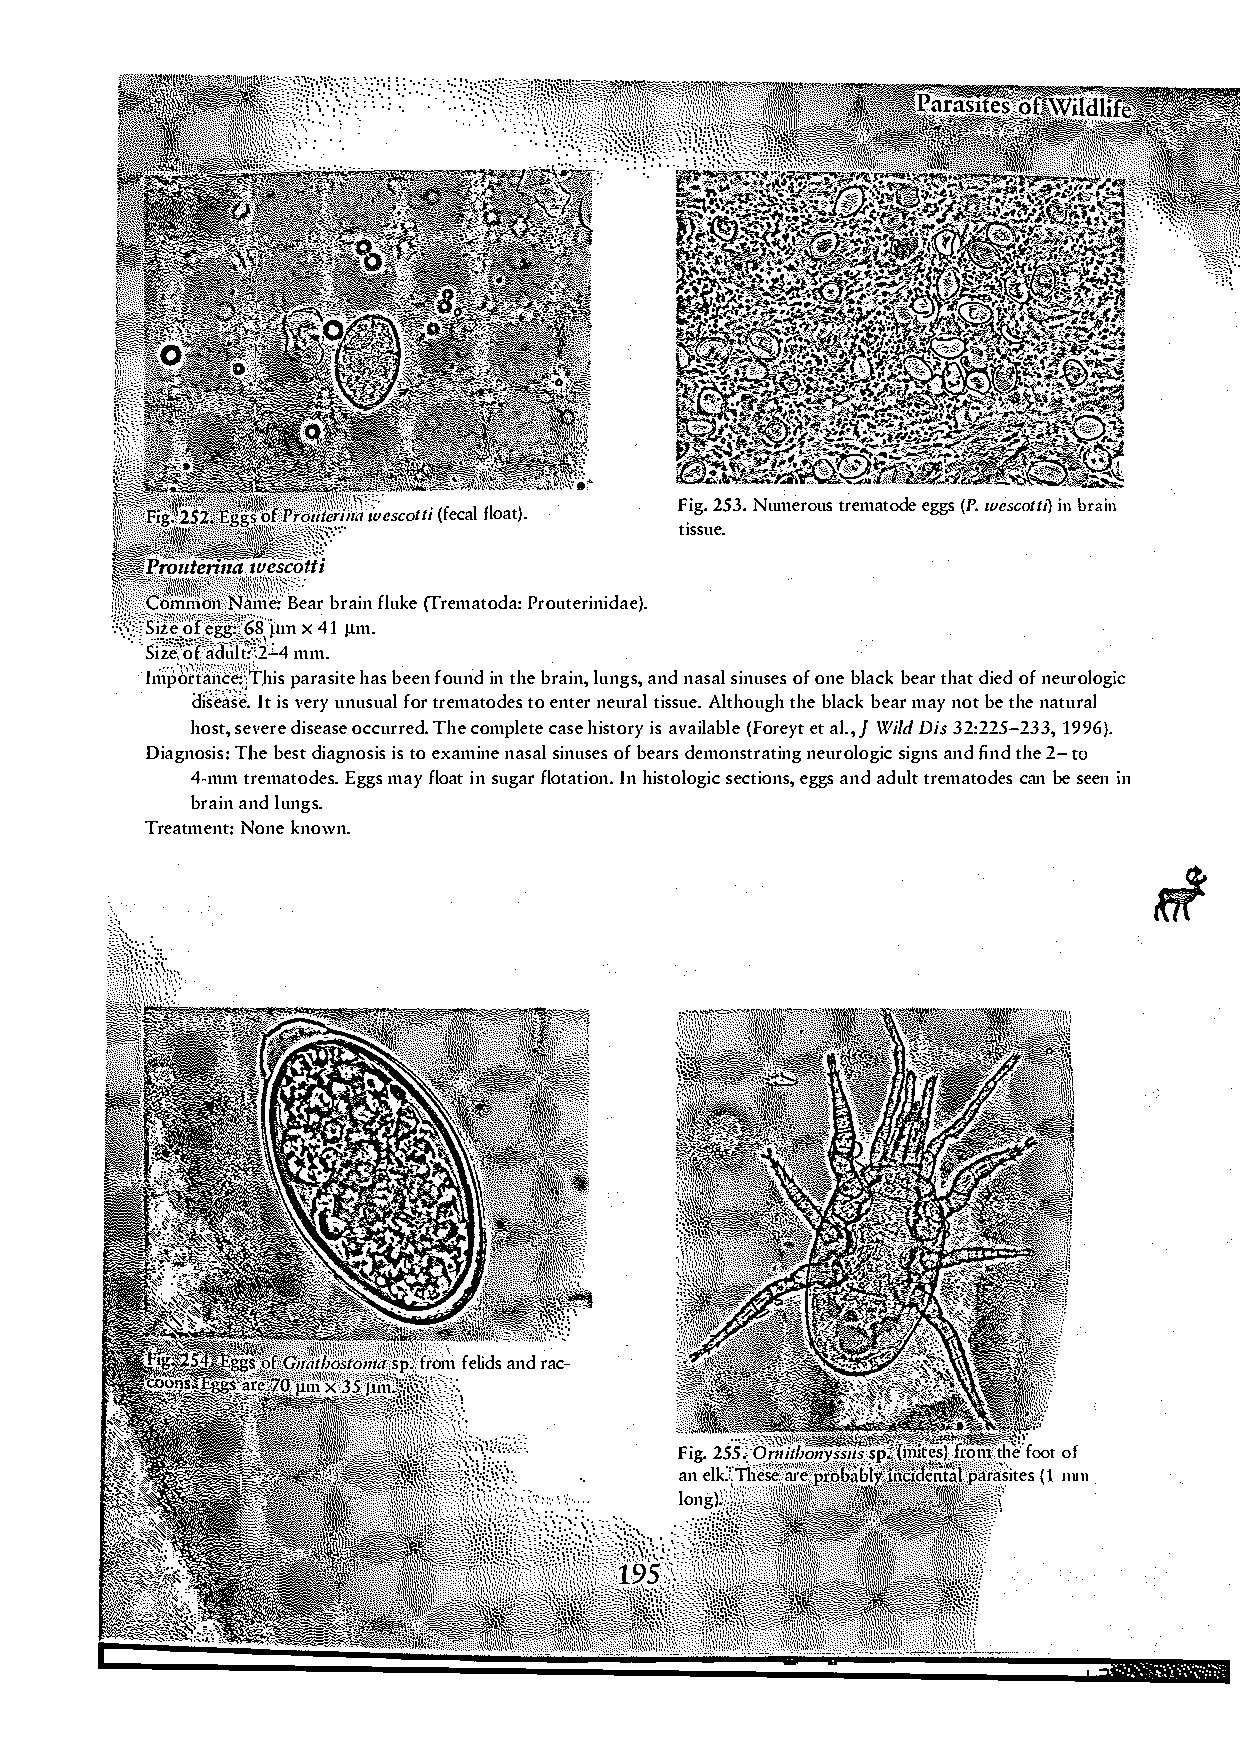 Parasites of Wildlife
Fig. 252. Eggs of Prouterina wescotti (fecal float).
Fig. 253. Numerous trematode eggs (P. wescotti) in brain
tissue.
Prouterina wescotti
Common Name: Bear brain fluke (Trematoda: Prouterinidae).
Size of egg: 68 µm × 41 µm.
Size of adult: 2–4 mm.
Importance: This parasite has been found in the brain, lungs, and nasal sinuses of one black bear that died of neurologic
disease. It is very unusual for trematodes to enter neural tissue. Although the black bear may not be the natural
host, severe disease occurred. The complete case history is available (Foreyt et al., J Wild Dis 32:225–233, 1996).
Diagnosis: The best diagnosis is to examine nasal sinuses of bears demonstrating neurologic signs and find the 2– to
4-mm trematodes. Eggs may float in sugar flotation. In histologic sections, eggs and adult trematodes can be seen in
brain and lungs.
Treatment: None known.
Fig. 254. Eggs of Gnathostoma sp. from felids and rac-
coons. Eggs are 70 µm × 35 µm.
Fig. 255. Ornithonyssus sp. (mites) from the foot of
an elk. These are probably incidental parasites (1 mm
long).
195